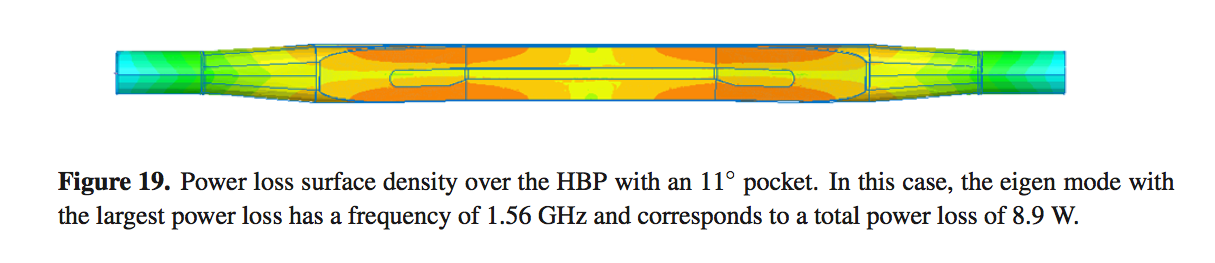 Figure 19. Power loss surface density over the HBP with an 11° pocket. In this case, the eigen mode with
the largest power loss has a frequency of 1.56 GHz and corresponds to a total power loss of 8.9 W.